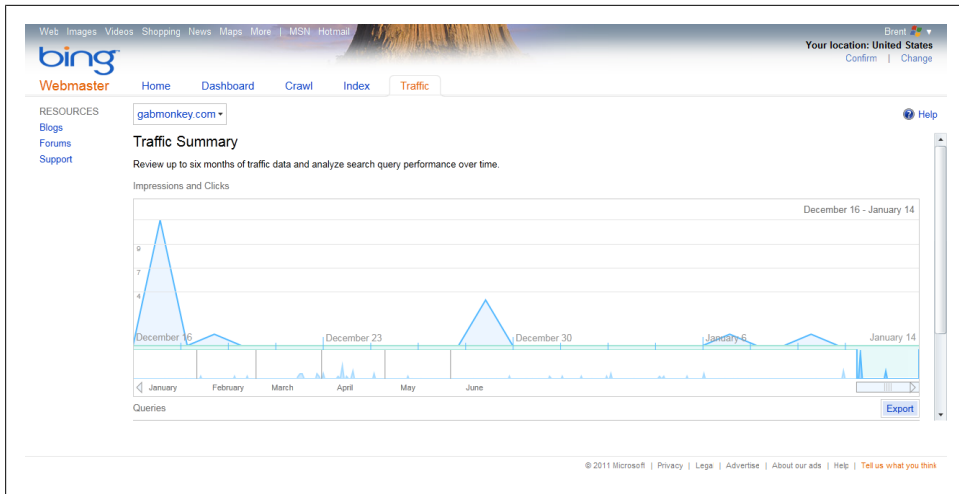 Web Images Videos Shopping News Maps More | MSN Hotmail
Brent
Your location: United States
Confirm | Change
bing
Webmaster
Home Dashboard Crawl Index Traffic
RESOURCES
Blogs
Forums
Support
gabmonkey.com
Help
Traffic Summary
Review up to six months of traffic data and analyze search query performance over time.
Impressions and Clicks
December 16 - January 14
9
7
4
December 16 December 23 December 30 January 6 January 14
January February March April May June
Queries
Export
© 2011 Microsoft | Privacy | Lega | Advertise | About our ads | Help | Tell us what you think